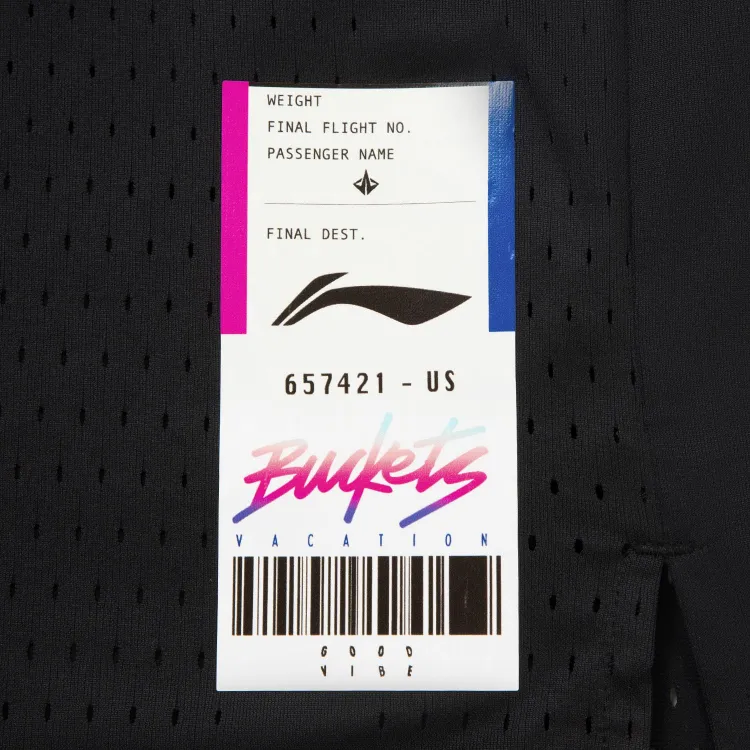 WEIGHT
FINAL FLIGHT NO.
PASSENGER NAME
FINAL DEST.
657421 - US
Buckets
VACATION
GOOD
VIBE